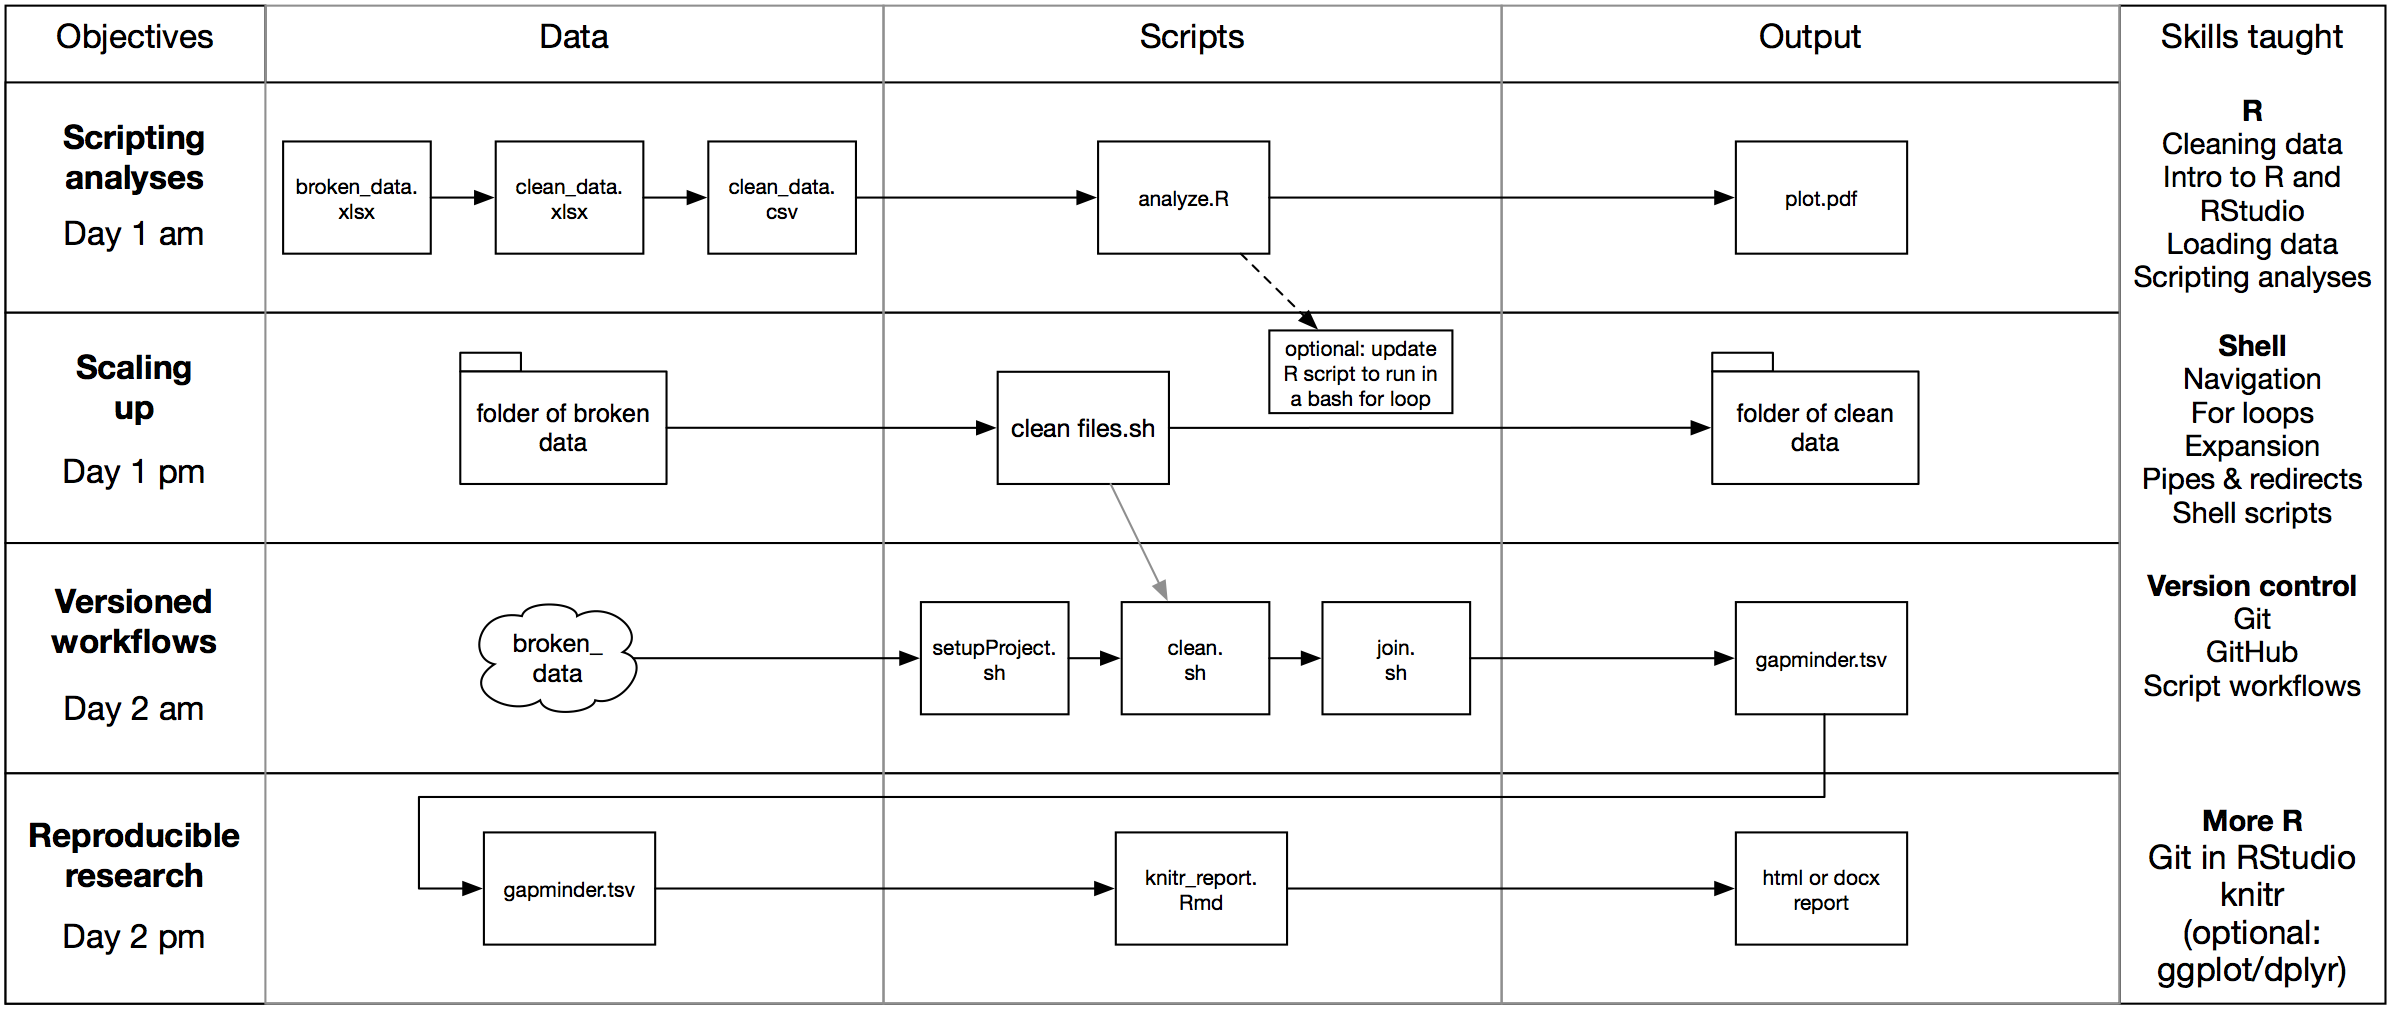 Objectives
Data
Scripts
Output
Skills taught
Scripting
analyses
Day 1 am
broken_data.
xlsx
clean_data.
xlsx
clean_data.
csv
analyze.R
plot.pdf
R
Cleaning data
Intro to R and
RStudio
Loading data
Scripting analyses
Scaling
up
Day 1 pm
folder of broken
data
clean files.sh
optional: update
R script to run in
a bash for loop
folder of clean
data
Shell
Navigation
For loops
Expansion
Pipes & redirects
Shell scripts
Versioned
workflows
Day 2 am
broken_
data
setupProject.
sh
clean.
sh
join.
sh
gapminder.tsv
Version control
Git
GitHub
Script workflows
Reproducible
research
Day 2 pm
gapminder.tsv
knitr_report.
Rmd
html or docx
report
More R
Git in RStudio
knitr
(optional:
ggplot/dplyr)